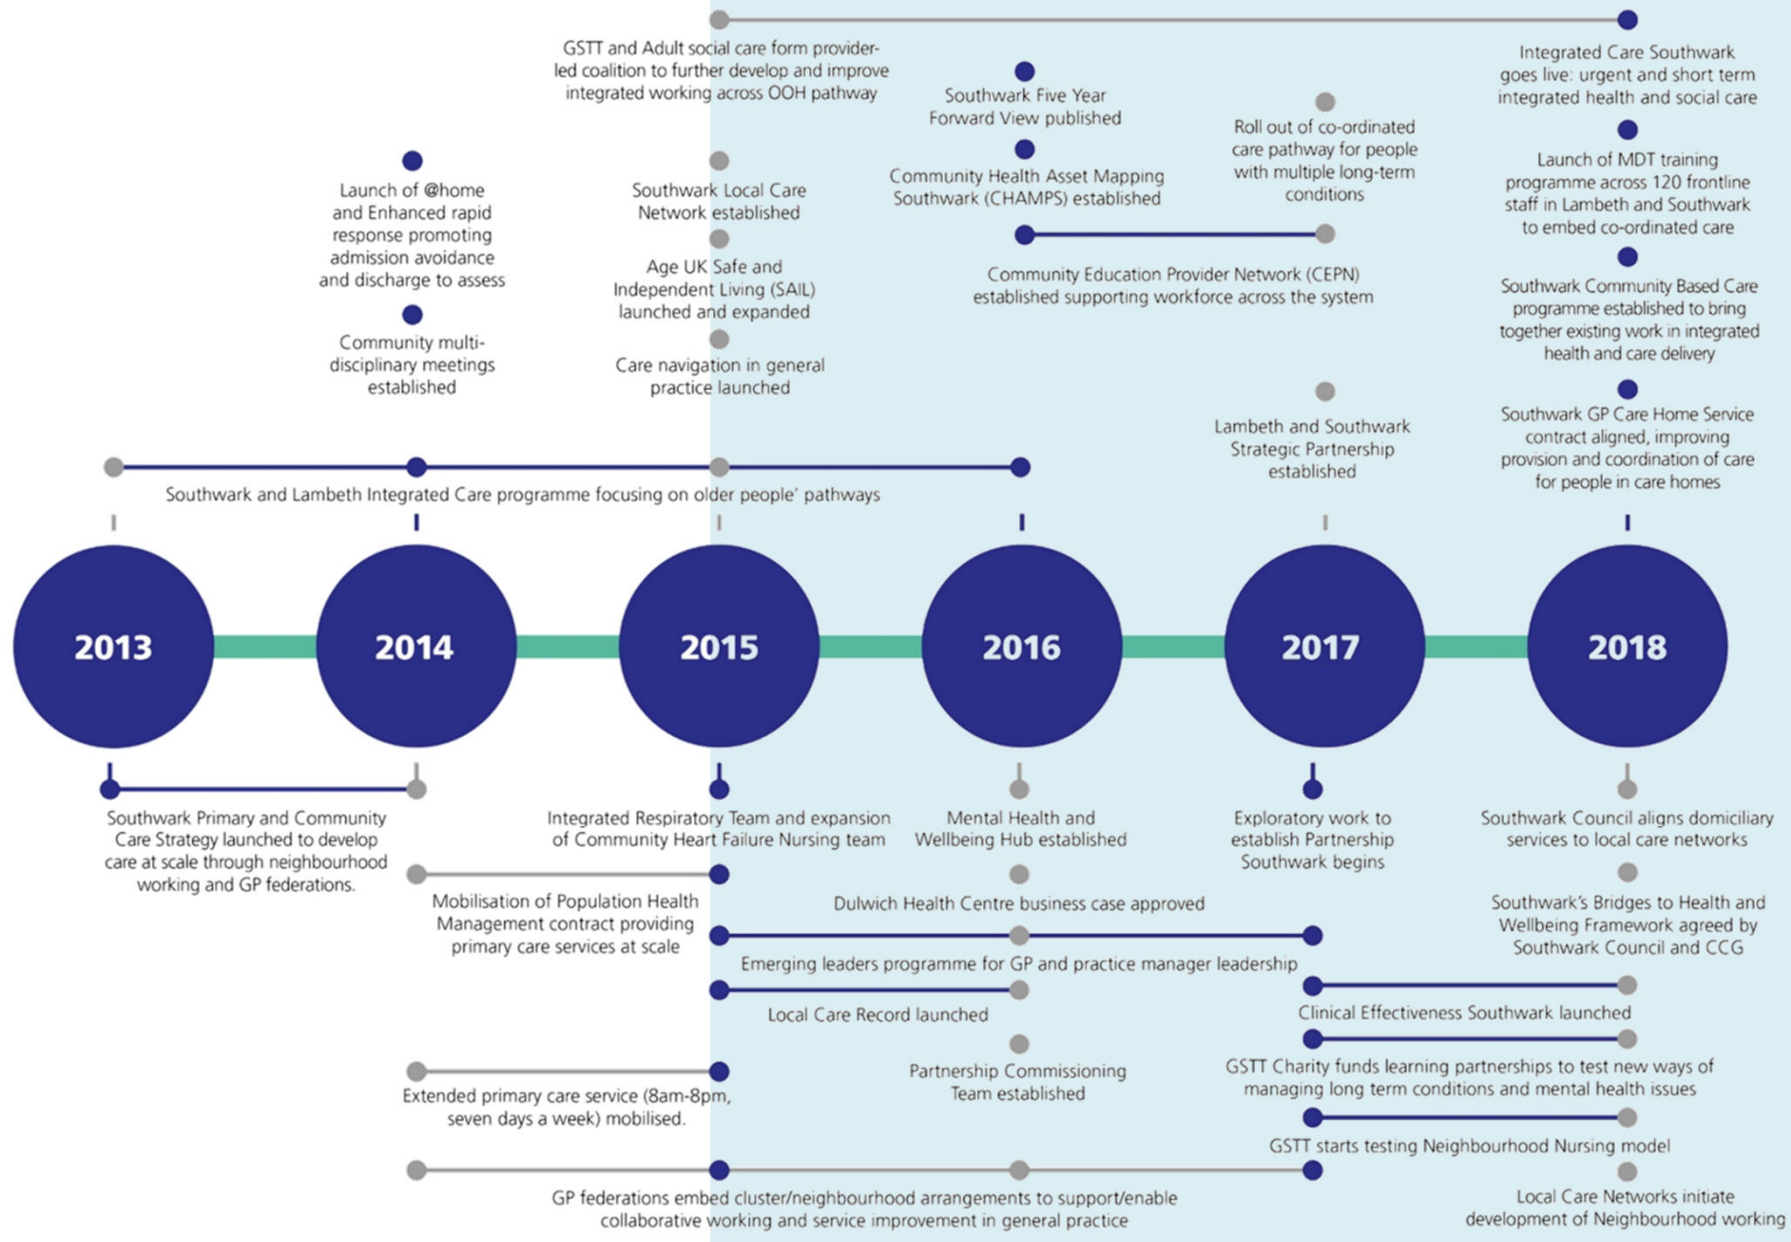 GSTT and Adult social care form provider-
led coalition to further develop and improve
integrated working across OOH pathway
Southwark Five Year
Forward View published
Integrated Care Southwark
goes live: urgent and short term
integrated health and social care
Roll out of co-ordinated
care pathway for people
with multiple long-term
conditions
Launch of @home
and Enhanced rapid
response promoting
admission avoidance
and discharge to assess
Southwark Local Care
Network established
Community Health Asset Mapping
Southwark (CHAMPS) established
Launch of MDT training
programme across 120 frontline
staff in Lambeth and Southwark
to embed co-ordinated care
Age UK Safe and
Independent Living (SAIL)
launched and expanded
Community Education Provider Network (CEPN)
established supporting workforce across the system
Southwark Community Based Care
programme established to bring
together existing work in integrated
health and care delivery
Community multi-
disciplinary meetings
established
Care navigation in general
practice launched
Lambeth and Southwark
Strategic Partnership
established
Southwark GP Care Home Service
contract aligned, improving
provision and coordination of care
for people in care homes
Southwark and Lambeth Integrated Care programme focusing on older people' pathways
2013
2014
2015
2016
2017
2018
Southwark Primary and Community
Care Strategy launched to develop
care at scale through neighbourhood
working and GP federations.
Integrated Respiratory Team and expansion
of Community Heart Failure Nursing team
Mental Health and
Wellbeing Hub established
Exploratory work to
establish Partnership
Southwark begins
Southwark Council aligns domiciliary
services to local care networks
Mobilisation of Population Health
Management contract providing
primary care services at scale
Dulwich Health Centre business case approved
Southwark's Bridges to Health and
Wellbeing Framework agreed by
Southwark Council and CCG
Emerging leaders programme for GP and practice manager leadership
Local Care Record launched
Clinical Effectiveness Southwark launched
Partnership Commissioning
Team established
GSTT Charity funds learning partnerships to test new ways of
managing long term conditions and mental health issues
Extended primary care service (8am-8pm,
seven days a week) mobilised.
GSTT starts testing Neighbourhood Nursing model
GP federations embed cluster/neighbourhood arrangements to support/enable
collaborative working and service improvement in general practice
Local Care Networks initiate
development of Neighbourhood working